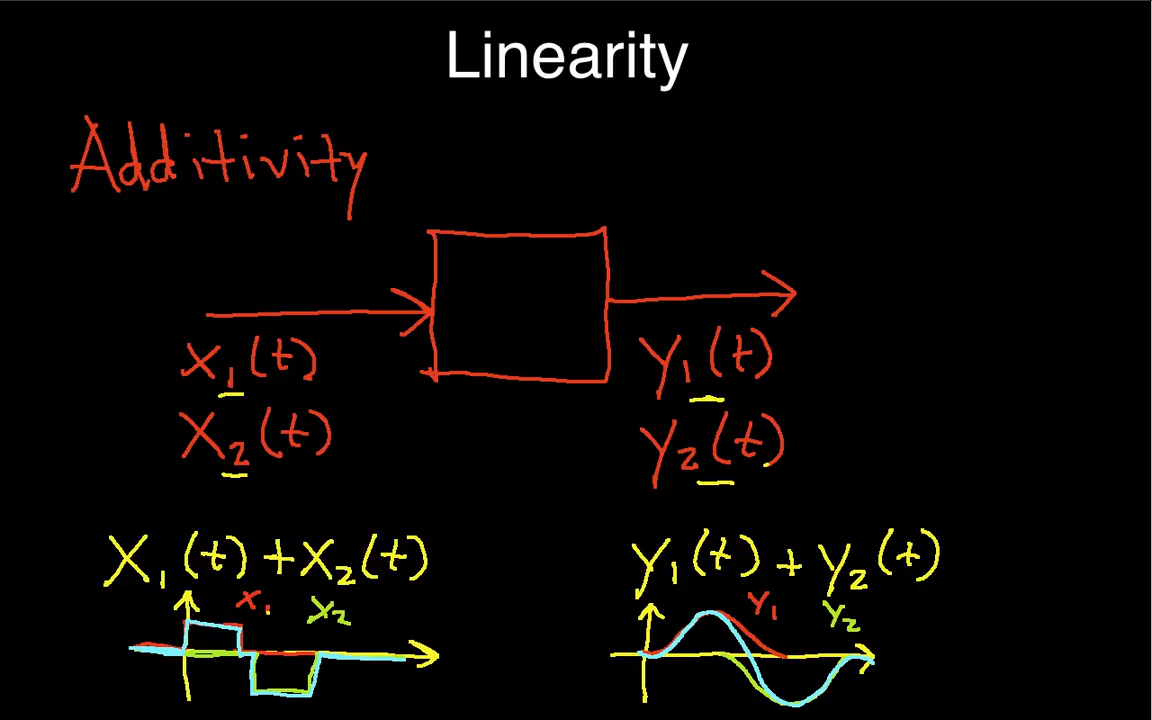 Linearity
Additivity
X₁(t) Y₁(t)
X₂(t) Y₂(t)
X₁(t)+X₂(t) Y₁(t)+Y₂(t)
X₁ X₂ Y₁ Y₂